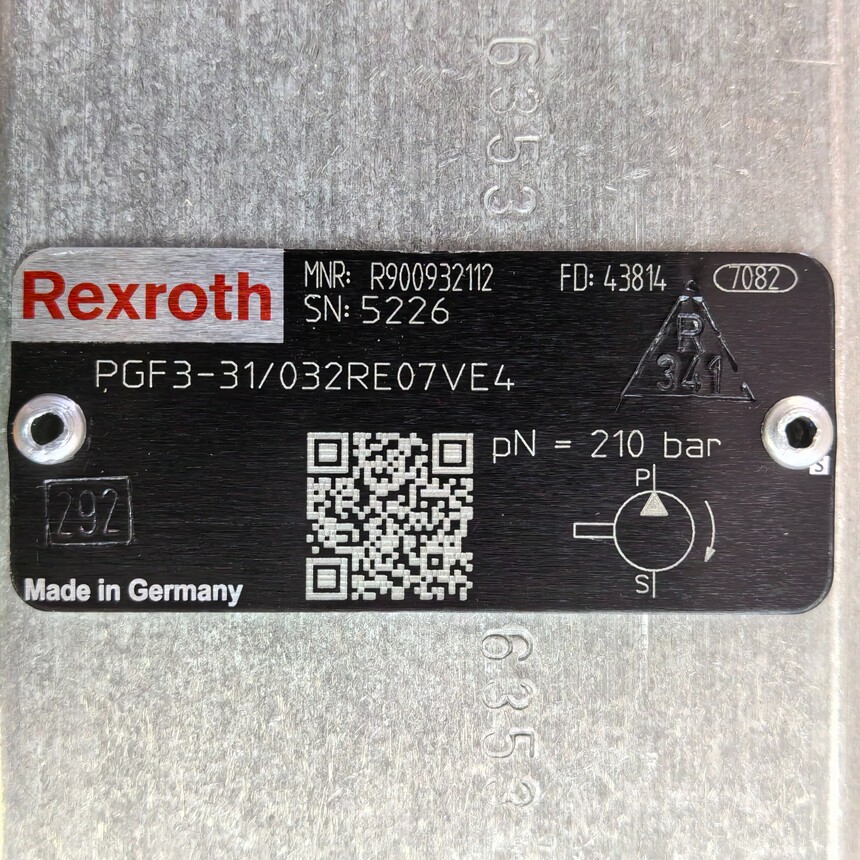 6353
Rexroth
MNR: R900932112
FD: 43814
7082
SN: 5226
R
341
PGF3-31/032RE07VE4
pN = 210 bar
P
S
292
S
Made in Germany
6353